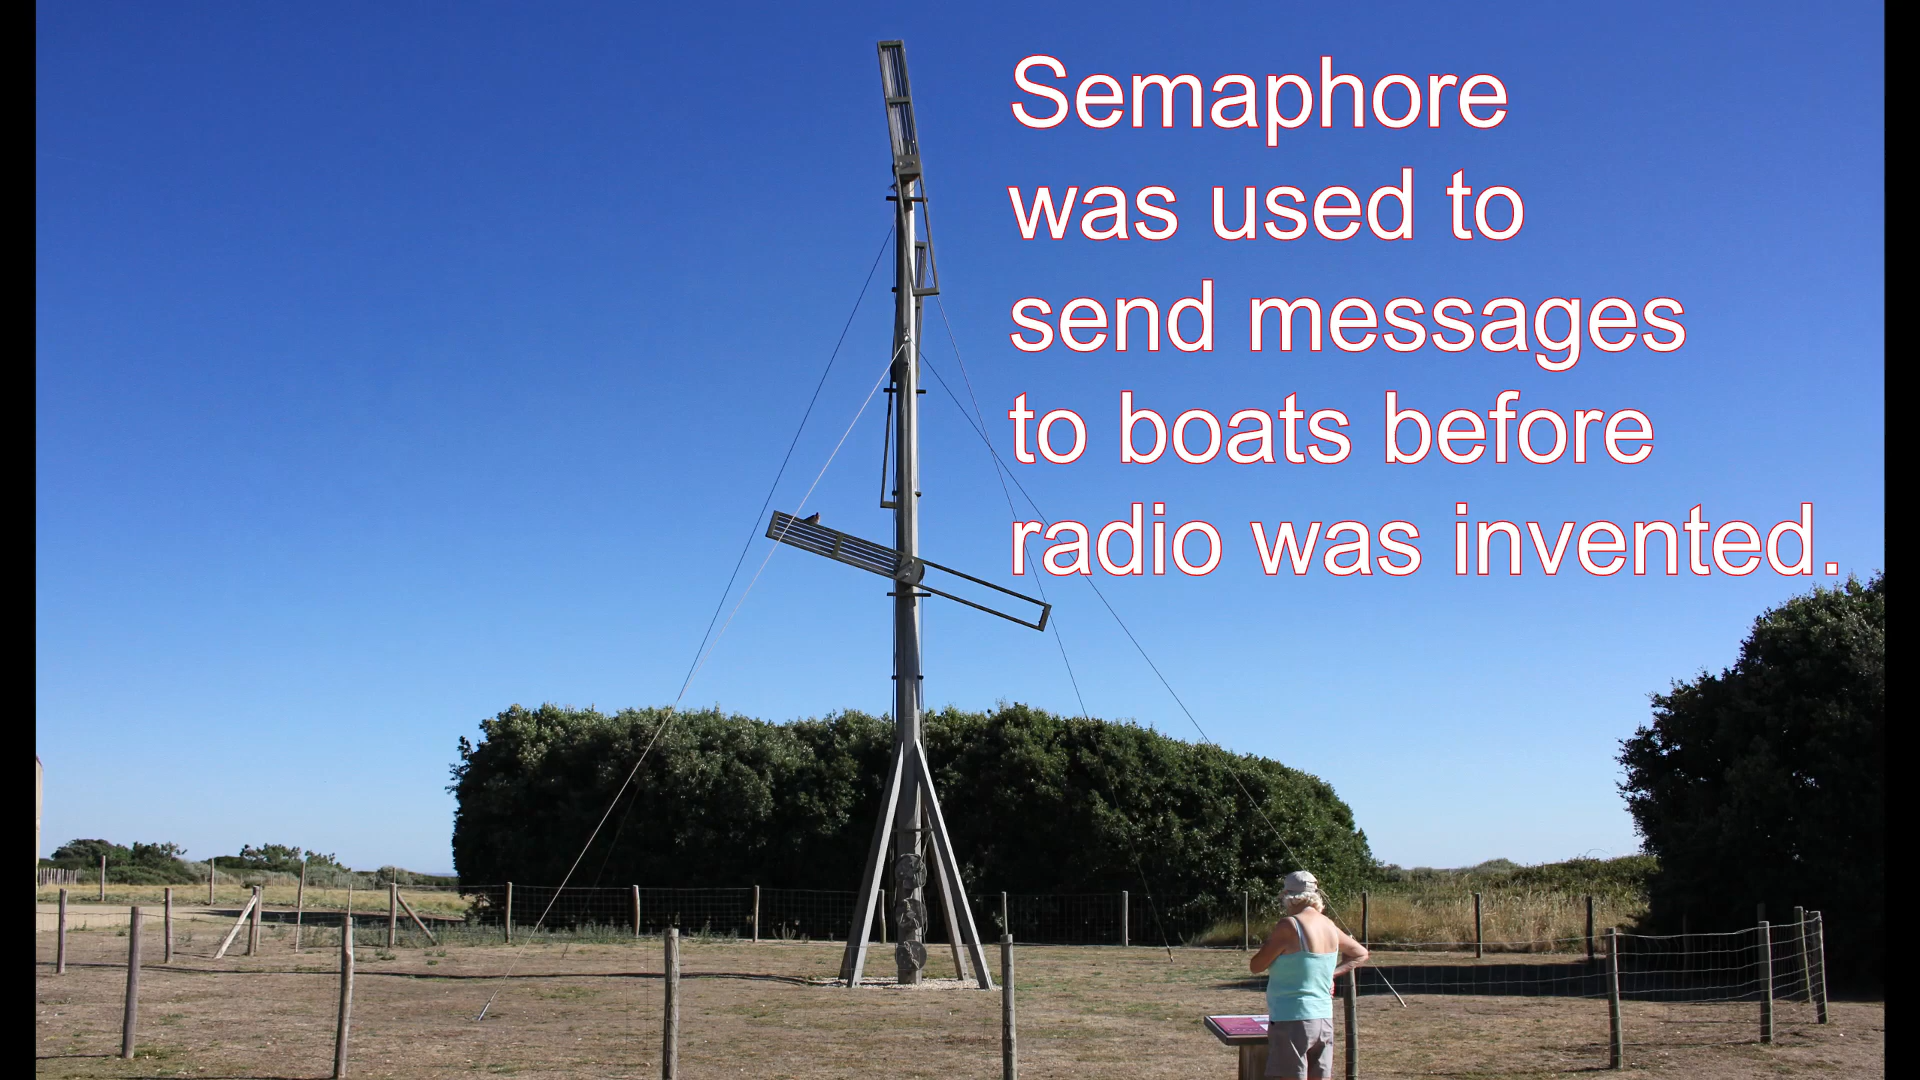 Semaphore
was used to
send messages
to boats before
radio was invented.